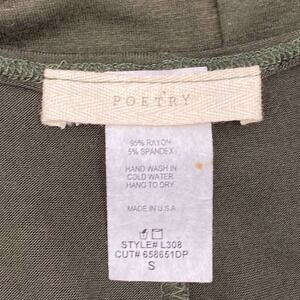 POETRY
95% RAYON
5% SPANDEX
HAND WASH IN
COLD WATER
HANG TO DRY
MADE IN U.S.A
STYLE# L308
CUT# 658651DP
S